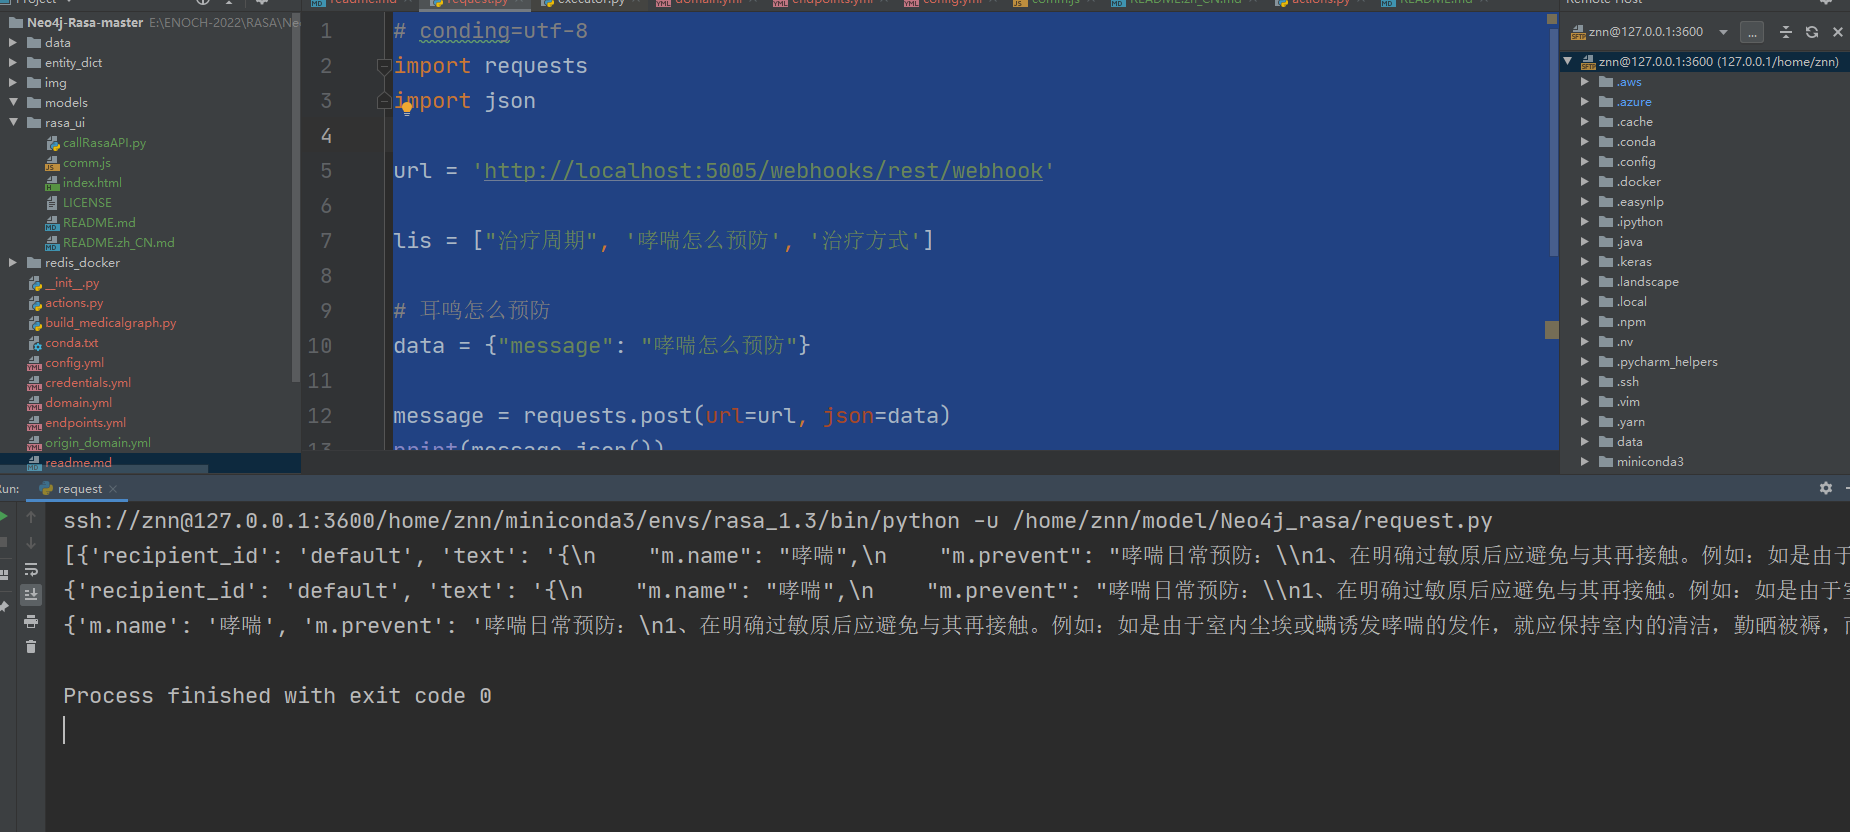 Project
readme.md
request.py
executor.py
domain.yml
endpoints.yml
config.yml
comm.js
README.zh_CN.md
actions.py
README.md
Remote Host
Neo4j-Rasa-master E:\ENOCH-2022\RASA\Neo
data
entity_dict
img
models
rasa_ui
callRasaAPI.py
comm.js
index.html
LICENSE
README.md
README.zh_CN.md
redis_docker
__init__.py
actions.py
build_medicalgraph.py
conda.txt
config.yml
credentials.yml
domain.yml
endpoints.yml
origin_domain.yml
readme.md
1 # conding=utf-8
2 import requests
3 import json
4
5 url = 'http://localhost:5005/webhooks/rest/webhook'
6
7 lis = ["治疗周期", '哮喘怎么预防', '治疗方式']
8
9 # 耳鸣怎么预防
10 data = {"message": "哮喘怎么预防"}
11
12 message = requests.post(url=url, json=data)
13 print(message.json())
znn@127.0.0.1:3600
...
znn@127.0.0.1:3600 (127.0.0.1/home/znn)
.aws
.azure
.cache
.conda
.config
.docker
.easynlp
.ipython
.java
.keras
.landscape
.local
.npm
.nv
.pycharm_helpers
.ssh
.vim
.yarn
data
miniconda3
Run: request
ssh://znn@127.0.0.1:3600/home/znn/miniconda3/envs/rasa_1.3/bin/python -u /home/znn/model/Neo4j_rasa/request.py
[{'recipient_id': 'default', 'text': '{\n    "m.name": "哮喘",\n    "m.prevent": "哮喘日常预防：\\n1、在明确过敏原后应避免与其再接触。例如：如是由于
{'recipient_id': 'default', 'text': '{\n    "m.name": "哮喘",\n    "m.prevent": "哮喘日常预防：\\n1、在明确过敏原后应避免与其再接触。例如：如是由于室
{'m.name': '哮喘', 'm.prevent': '哮喘日常预防：\n1、在明确过敏原后应避免与其再接触。例如：如是由于室内尘埃或螨诱发哮喘的发作，就应保持室内的清洁，勤晒被褥，而
Process finished with exit code 0